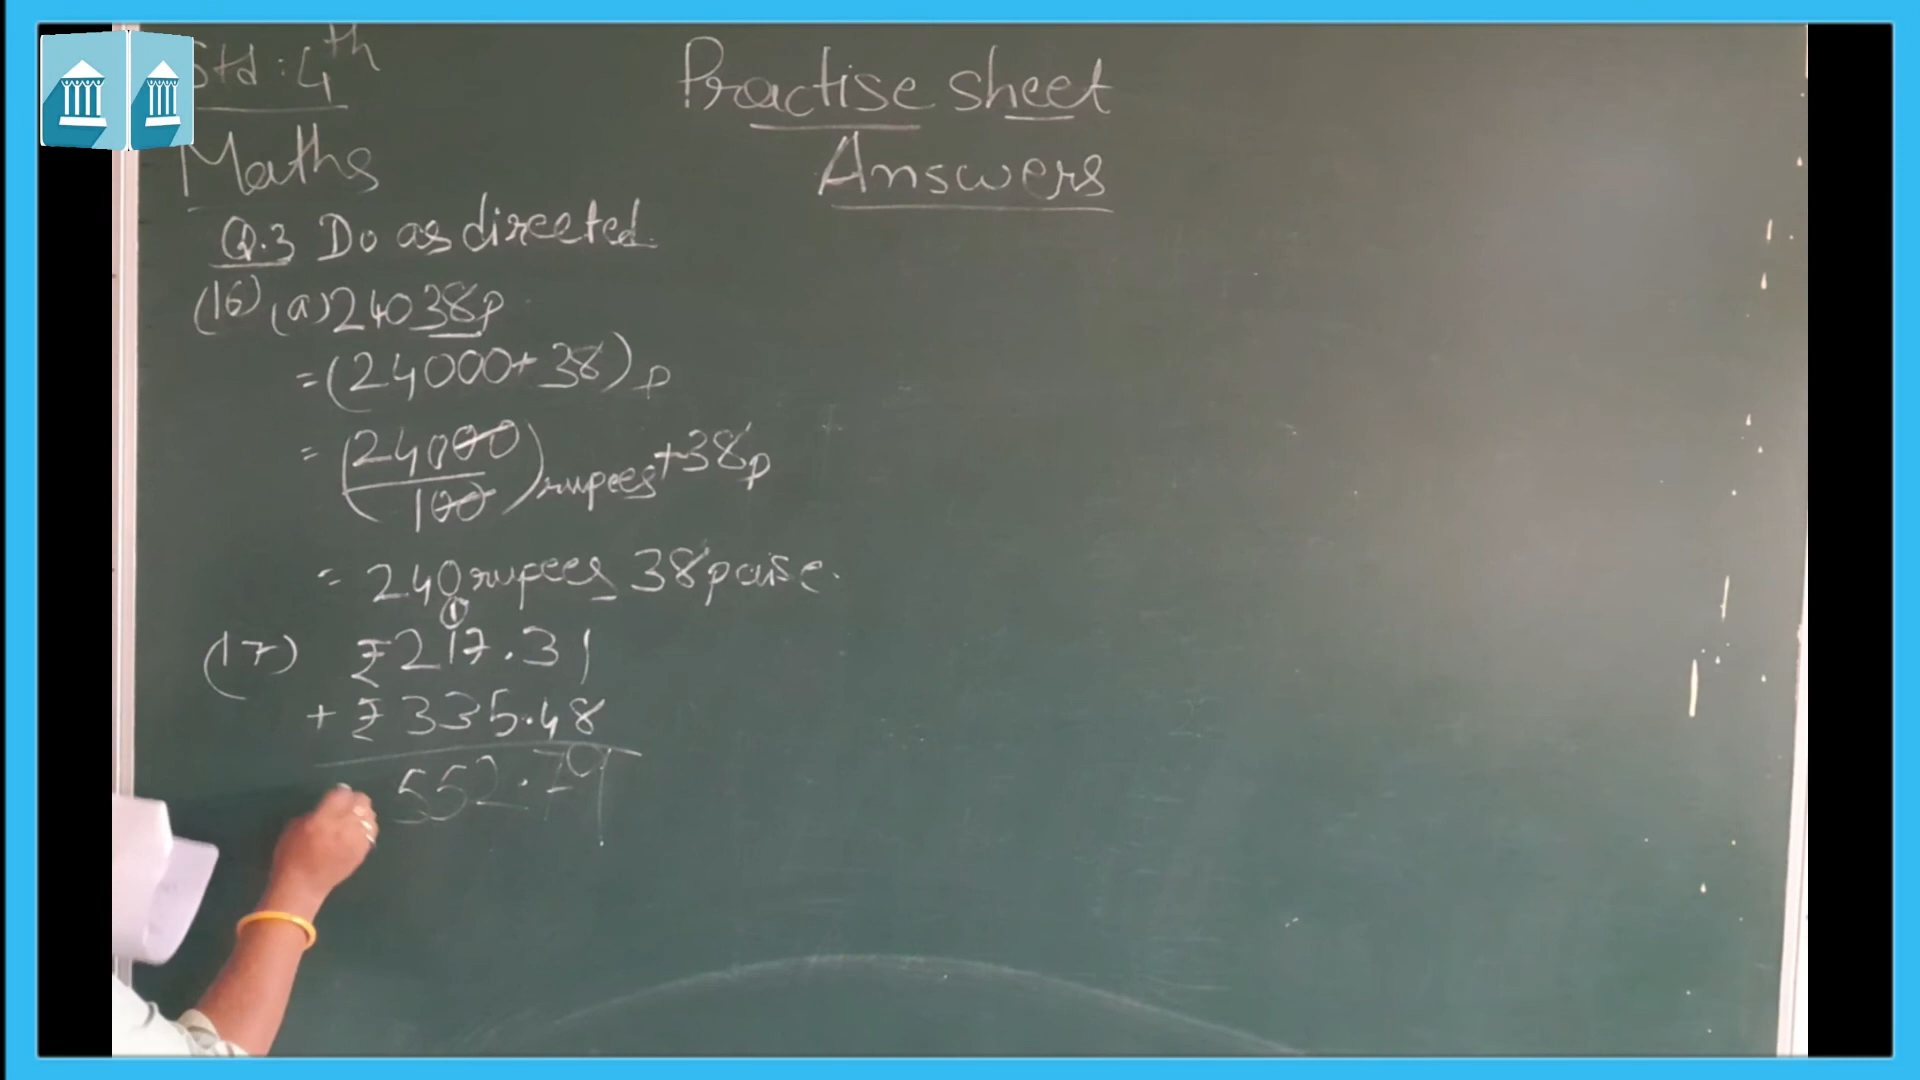 Std : 4th
Practise sheet
Maths
Answers
Q.3 Do as directed.
(16) (a) 24038p
= (24000+38) p
= (24000/100) rupees +38p
= 240 rupees 38 paise.
1
(17) ₹217.31
+ ₹335.48
552.79